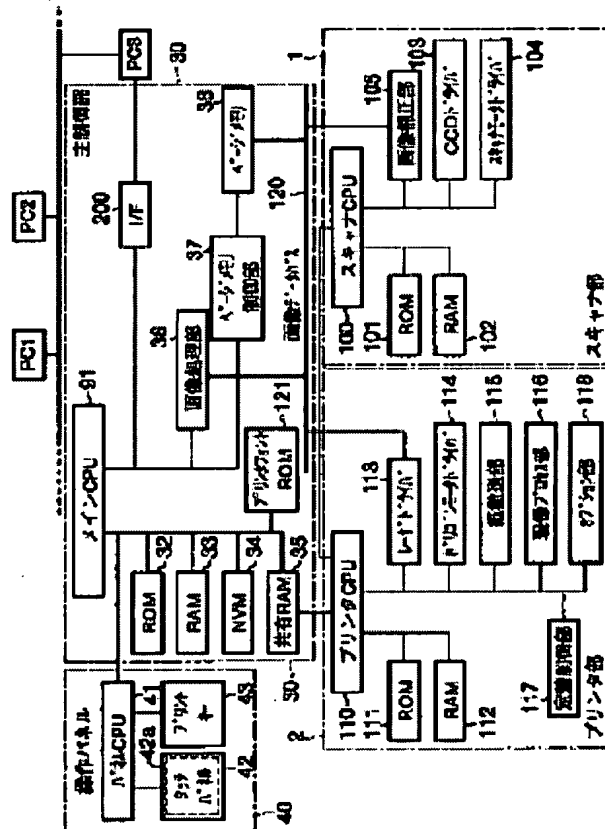 PC1
PC2
PC3
操作パネル
パネルCPU
41
42a
タッチ
パネル
42
プリント
キー
43
40
主制御部
30
メインCPU
91
ROM
32
RAM
33
NVM
34
共有RAM
35
30
画像処理部
36
ページメモリ
制御部
37
ページメモリ
38
I/F
200
プリンタフォント
ROM
121
画像データバス
120
プリンタCPU
110
ROM
111
RAM
112
レーザドライバ
113
ポリゴンモータドライバ
114
115
現像プロセス部
116
定着制御部
117
オプション部
118
プリンタ部
2
スキャナCPU
100
ROM
101
RAM
102
CCDドライバ
103
スキャナモータドライバ
104
画像補正部
105
スキャナ部
1